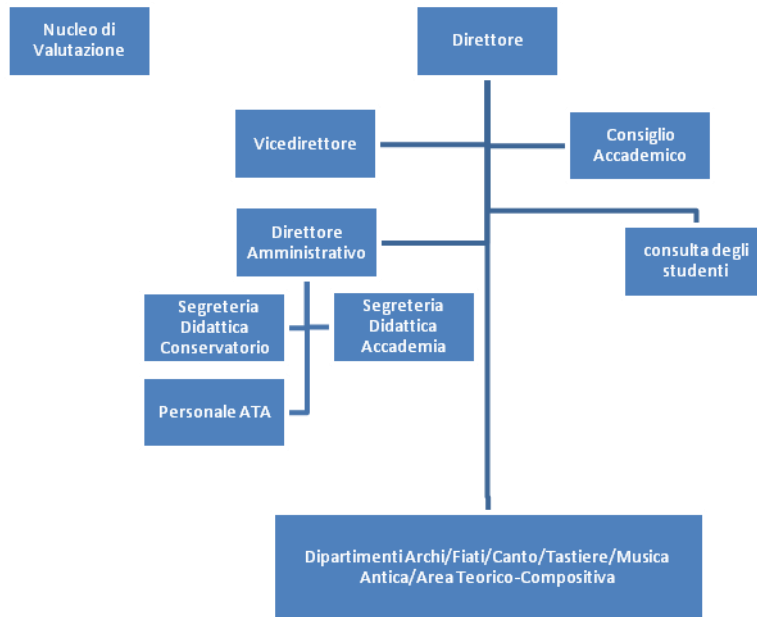 Nucleo di
Valutazione
Direttore
Vicedirettore
Consiglio
Accademico
Direttore
Amministrativo
consulta degli
studenti
Segreteria
Didattica
Conservatorio
Segreteria
Didattica
Accademia
Personale ATA
Dipartimenti Archi/Fiati/Canto/Tastiere/Musica
Antica/Area Teorico-Compositiva